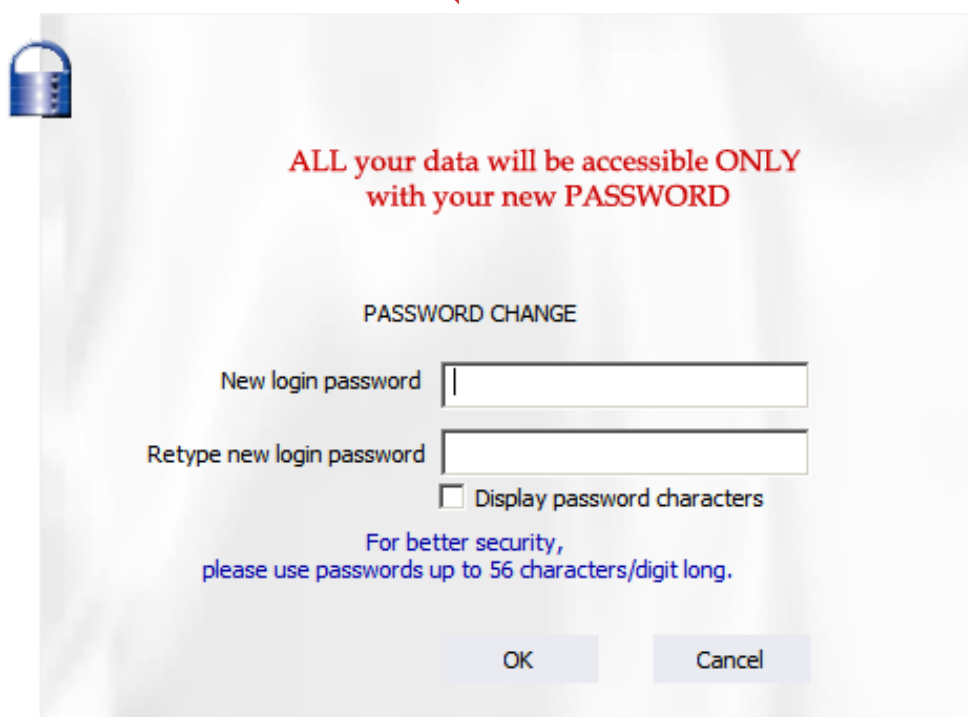 ALL your data will be accessible ONLY
with your new PASSWORD
PASSWORD CHANGE
New login password
Retype new login password
Display password characters
For better security,
please use passwords up to 56 characters/digit long.
OK Cancel